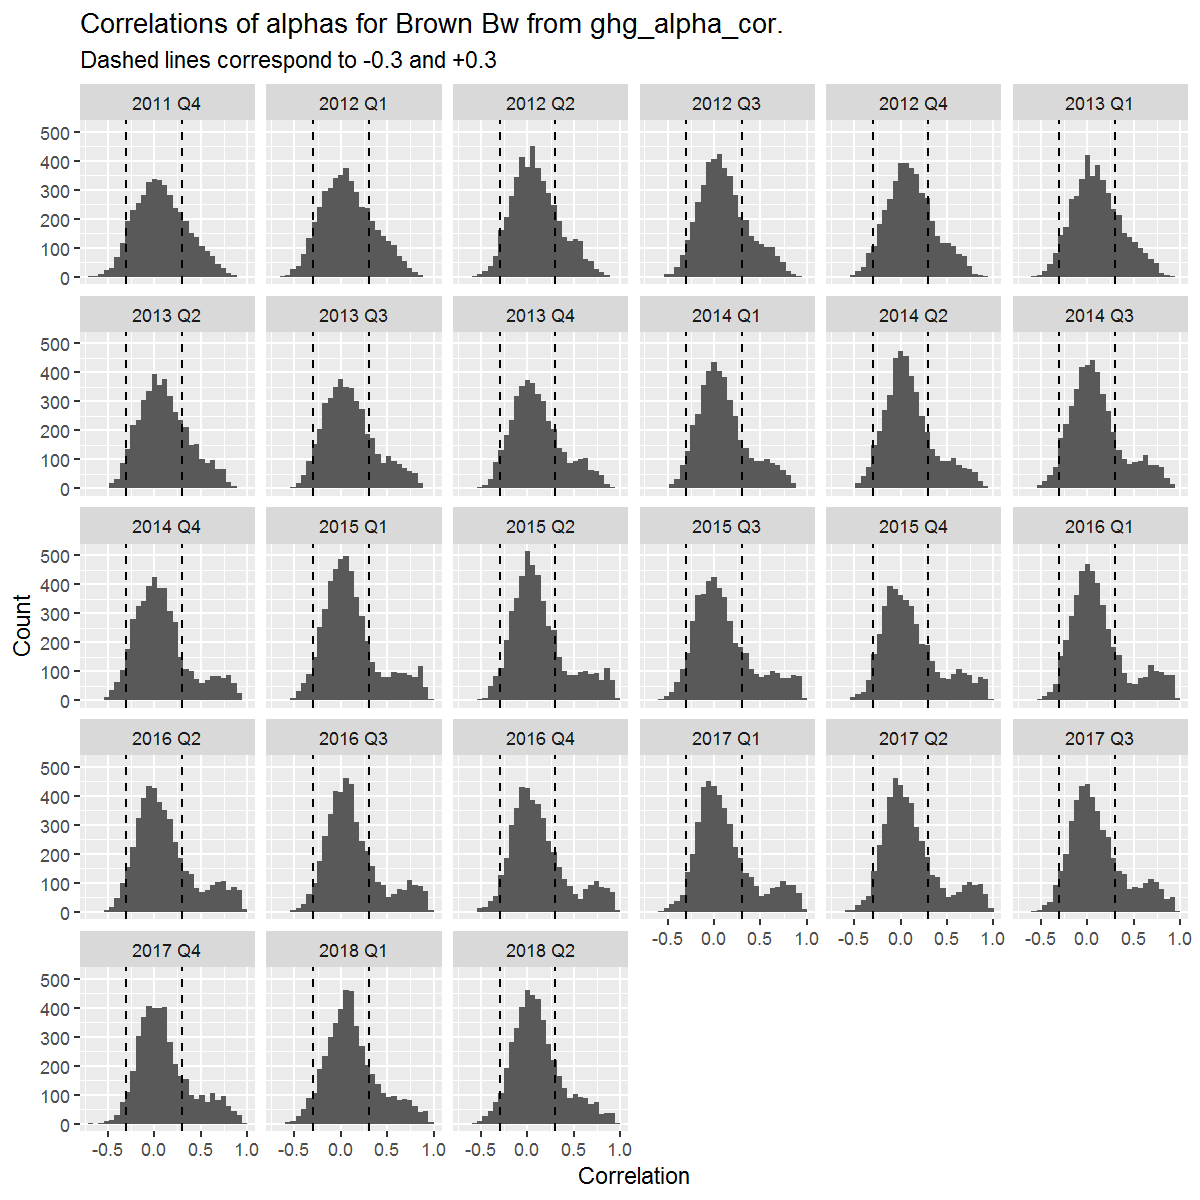 Correlations of alphas for Brown Bw from ghg_alpha_cor.
Dashed lines correspond to -0.3 and +0.3
2011 Q4 2012 Q1 2012 Q2 2012 Q3 2012 Q4 2013 Q1
500
400
300
200
100
0
2013 Q2 2013 Q3 2013 Q4 2014 Q1 2014 Q2 2014 Q3
500
400
300
200
100
0
2014 Q4 2015 Q1 2015 Q2 2015 Q3 2015 Q4 2016 Q1
500
400
300
200
100
0
Count
2016 Q2 2016 Q3 2016 Q4 2017 Q1 2017 Q2 2017 Q3
500
400
300
200
100
0
-0.5 0.0 0.5 1.0 -0.5 0.0 0.5 1.0 -0.5 0.0 0.5 1.0
2017 Q4 2018 Q1 2018 Q2
500
400
300
200
100
0
-0.5 0.0 0.5 1.0 -0.5 0.0 0.5 1.0 -0.5 0.0 0.5 1.0
Correlation